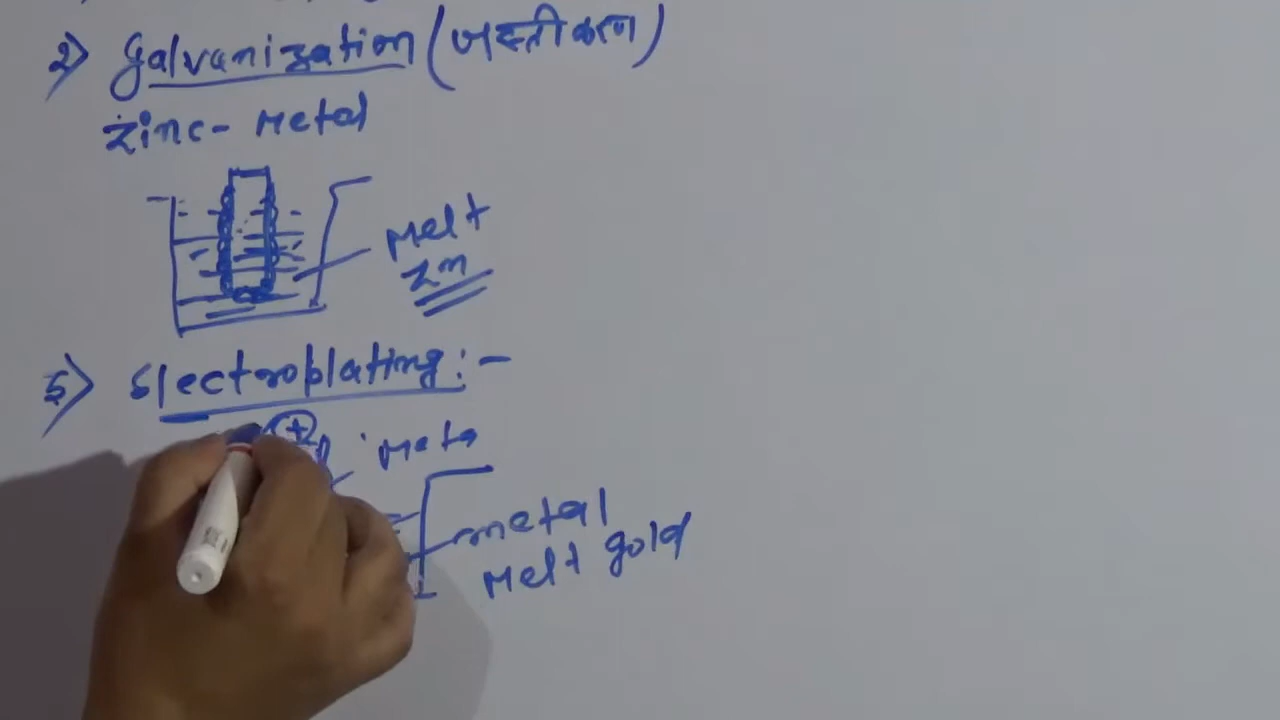 2) Galvanization (जस्तीकरण)
Zinc- Metal
Melt
Zn
5) Electroplating:-
+
Meta
metal
Melt gold